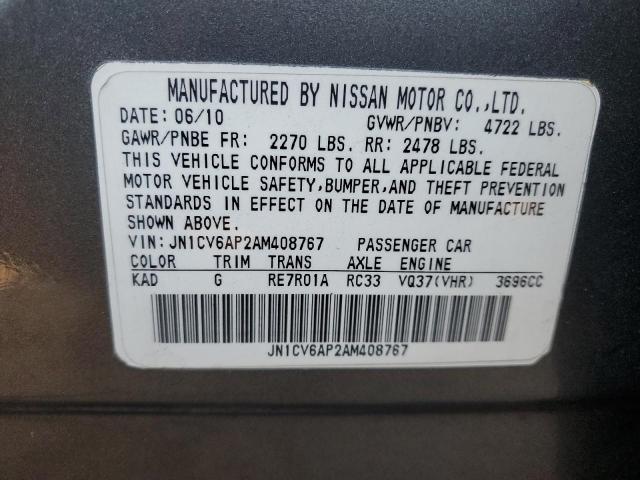 MANUFACTURED BY NISSAN MOTOR CO.,LTD.
DATE: 06/10 GVWR/PNBV: 4722 LBS.
GAWR/PNBE FR: 2270 LBS. RR: 2478 LBS.
THIS VEHICLE CONFORMS TO ALL APPLICABLE FEDERAL
MOTOR VEHICLE SAFETY,BUMPER,AND THEFT PREVENTION
STANDARDS IN EFFECT ON THE DATE OF MANUFACTURE
SHOWN ABOVE.
VIN: JN1CV6AP2AM408767 PASSENGER CAR
COLOR TRIM TRANS AXLE ENGINE
KAD G RE7R01A RC33 VQ37(VHR) 3696CC
JN1CV6AP2AM408767